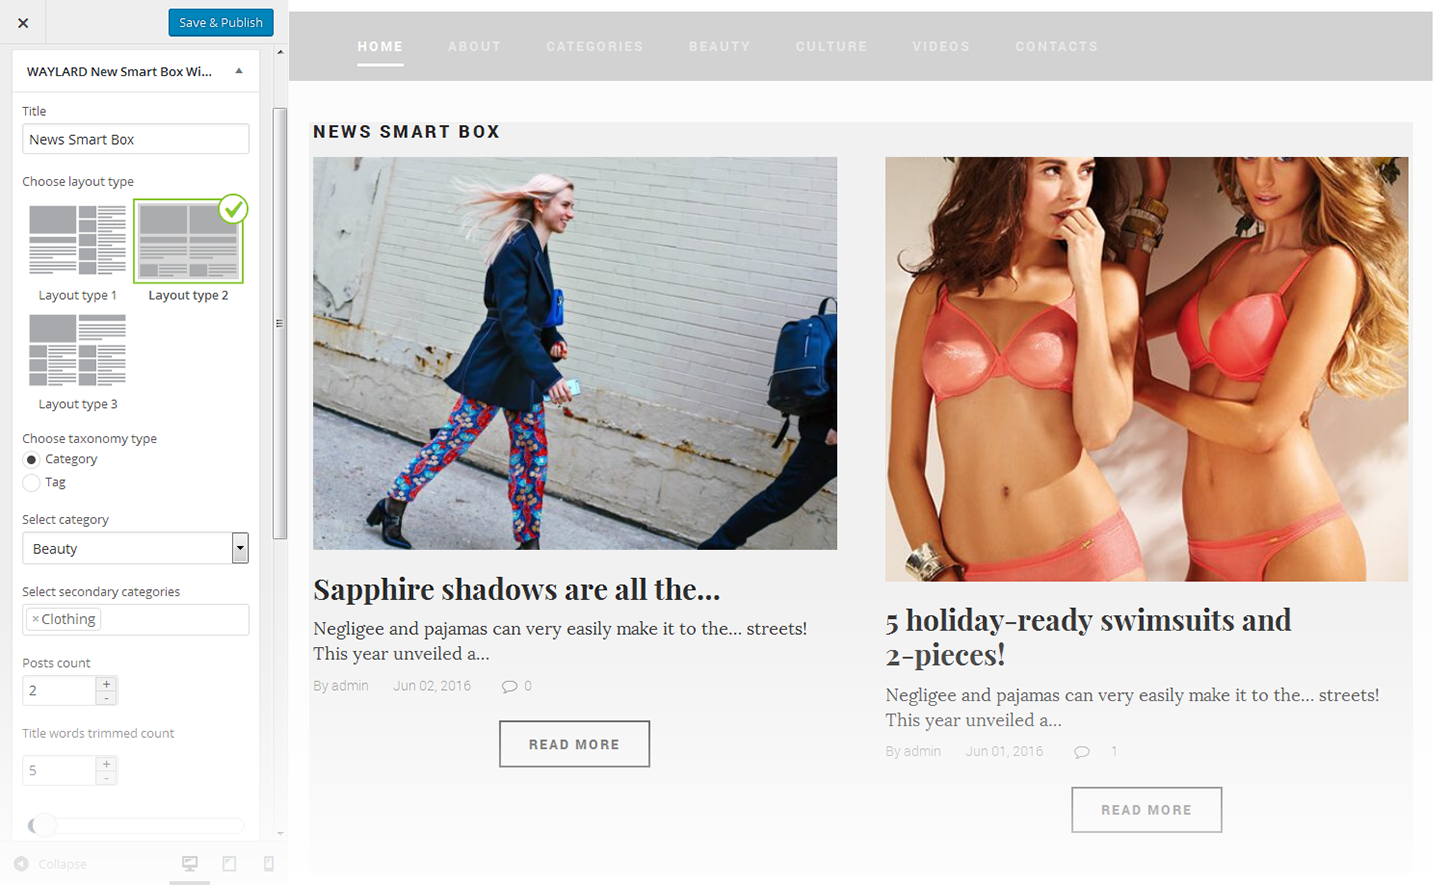 Save & Publish
WAYLARD New Smart Box Wi...
Title
News Smart Box
Choose layout type
Layout type 1
Layout type 2
Layout type 3
Choose taxonomy type
Category
Tag
Select category
Beauty
Select secondary categories
×Clothing
Posts count
2
+
-
Title words trimmed count
5
+
-
Collapse
HOME ABOUT CATEGORIES BEAUTY CULTURE VIDEOS CONTACTS
NEWS SMART BOX
Sapphire shadows are all the...
Negligee and pajamas can very easily make it to the... streets!
This year unveiled a...
By admin Jun 02, 2016 0
READ MORE
5 holiday-ready swimsuits and
2-pieces!
Negligee and pajamas can very easily make it to the... streets!
This year unveiled a...
By admin Jun 01, 2016 1
READ MORE